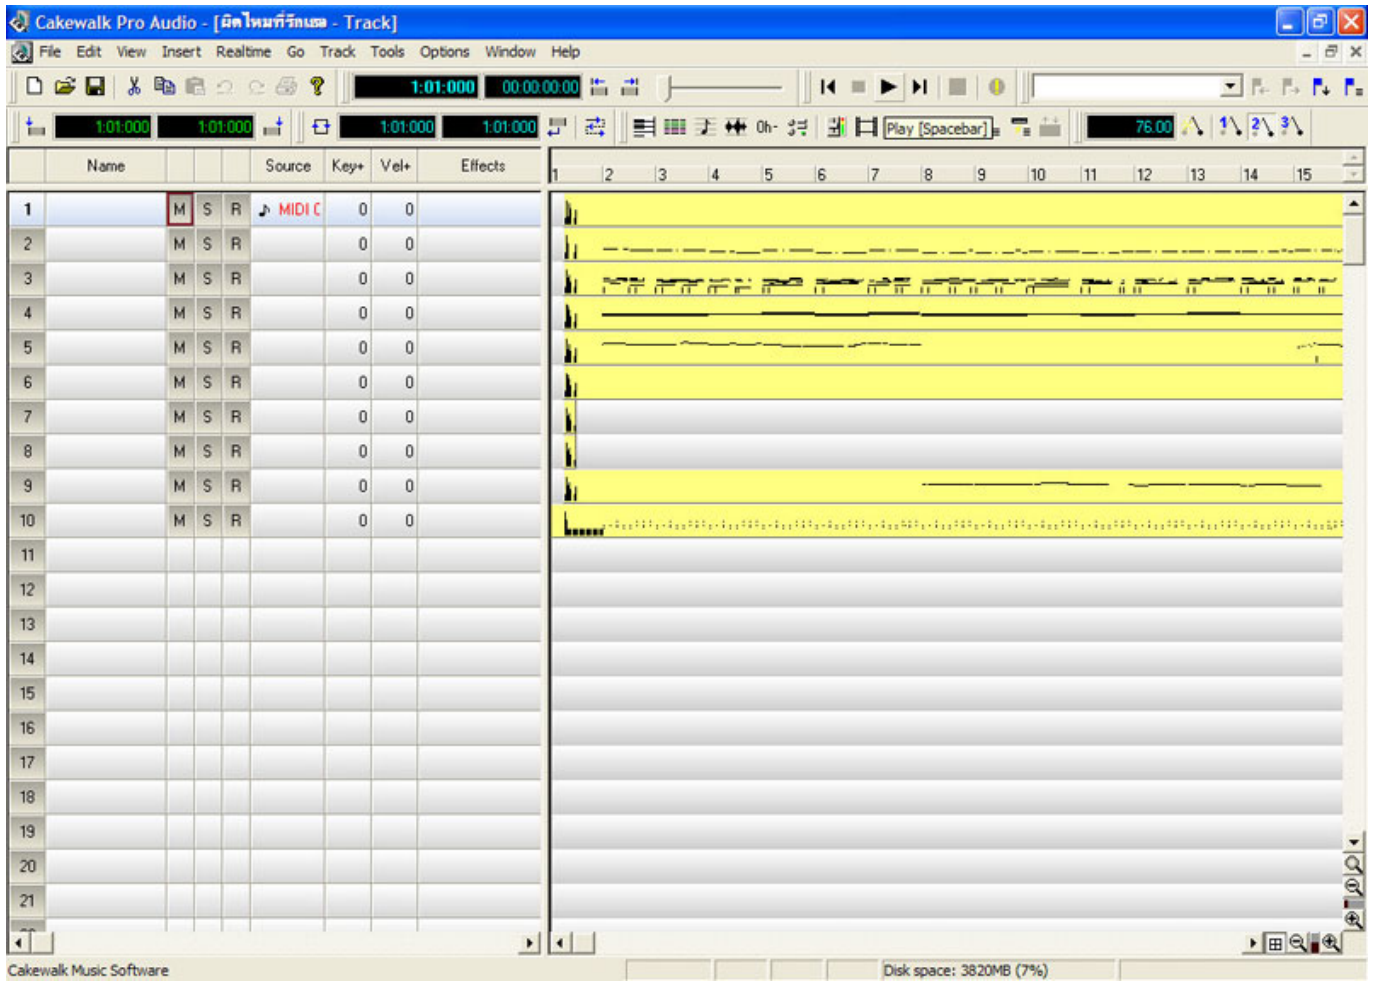 Cakewalk Pro Audio - [ผิดไหมที่รักเธอ - Track]
File Edit View Insert Realtime Go Track Tools Options Window Help
1:01:000 00:00:00:00
1:01:000 1:01:000 1:01:000 1:01:000 0h- Play [Spacebar] 76.00 1 2 3
Name Source Key+ Vel+ Effects 1 2 3 4 5 6 7 8 9 10 11 12 13 14 15
1 M S R MIDI C 0 0
2 M S R 0 0
3 M S R 0 0
4 M S R 0 0
5 M S R 0 0
6 M S R 0 0
7 M S R 0 0
8 M S R 0 0
9 M S R 0 0
10 M S R 0 0
11
12
13
14
15
16
17
18
19
20
21
Cakewalk Music Software Disk space: 3820MB (7%)